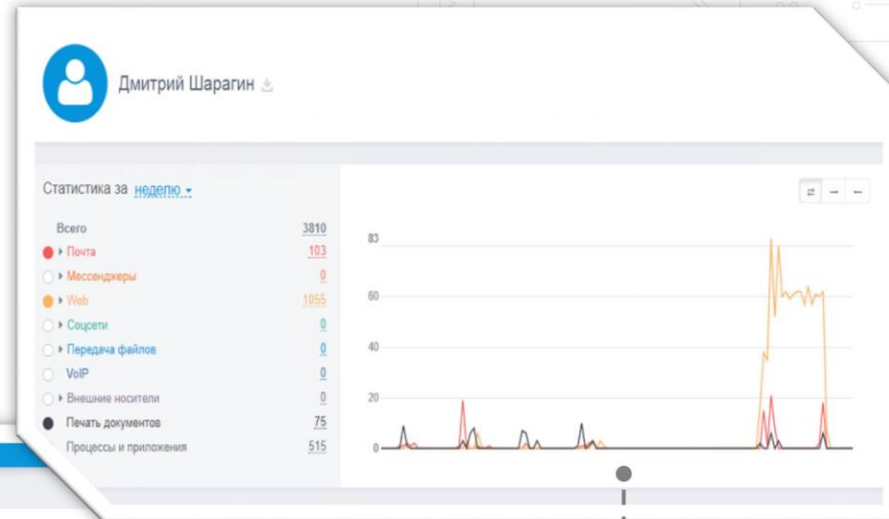 Дмитрий Шарагин
Статистика за неделю
Всего 3810
Почта 103
Мессенджеры 0
Web 1055
Соцсети 0
Передача файлов 0
VoIP 0
Внешние носители 0
Печать документов 75
Процессы и приложения 515
83
60
40
20
0